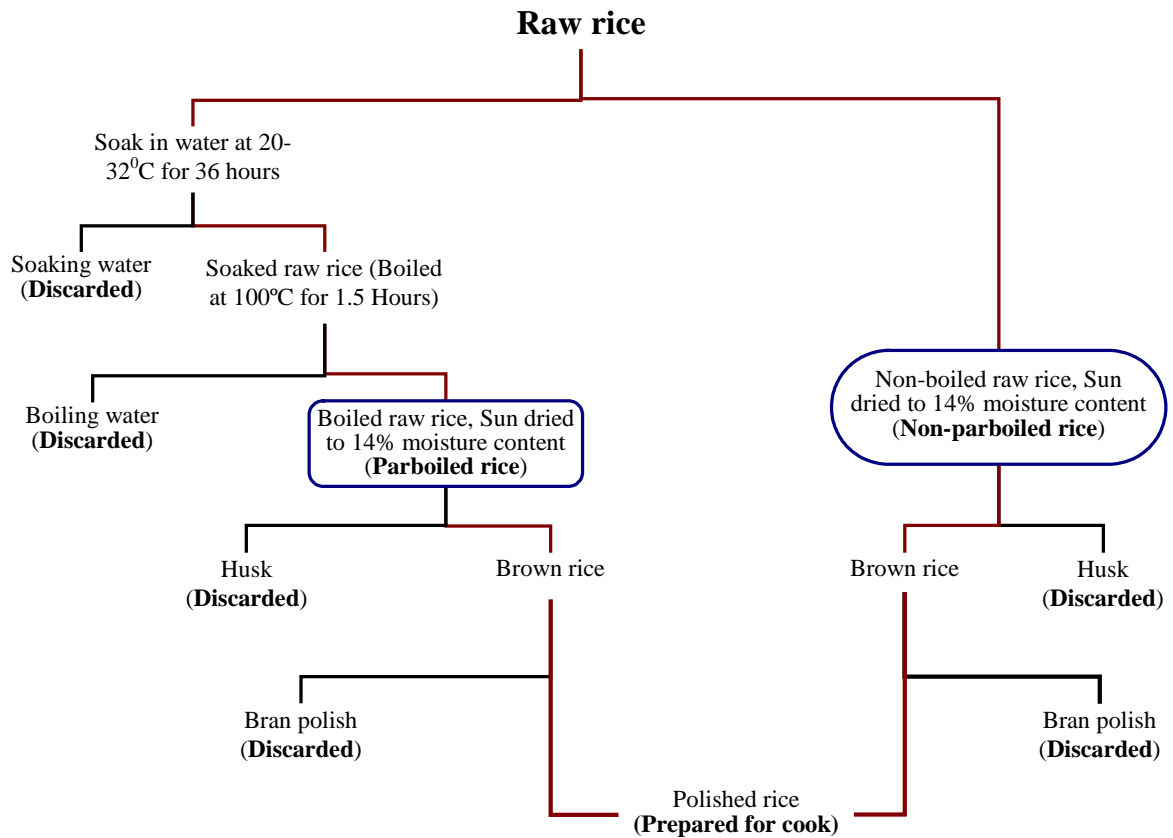 Raw rice
Soak in water at 20-
32⁰C for 36 hours
Soaking water
(Discarded)
Soaked raw rice (Boiled
at 100ºC for 1.5 Hours)
Boiling water
(Discarded)
Boiled raw rice, Sun dried
to 14% moisture content
(Parboiled rice)
Non-boiled raw rice, Sun
dried to 14% moisture content
(Non-parboiled rice)
Husk
(Discarded)
Brown rice
Brown rice
Husk
(Discarded)
Bran polish
(Discarded)
Bran polish
(Discarded)
Polished rice
(Prepared for cook)